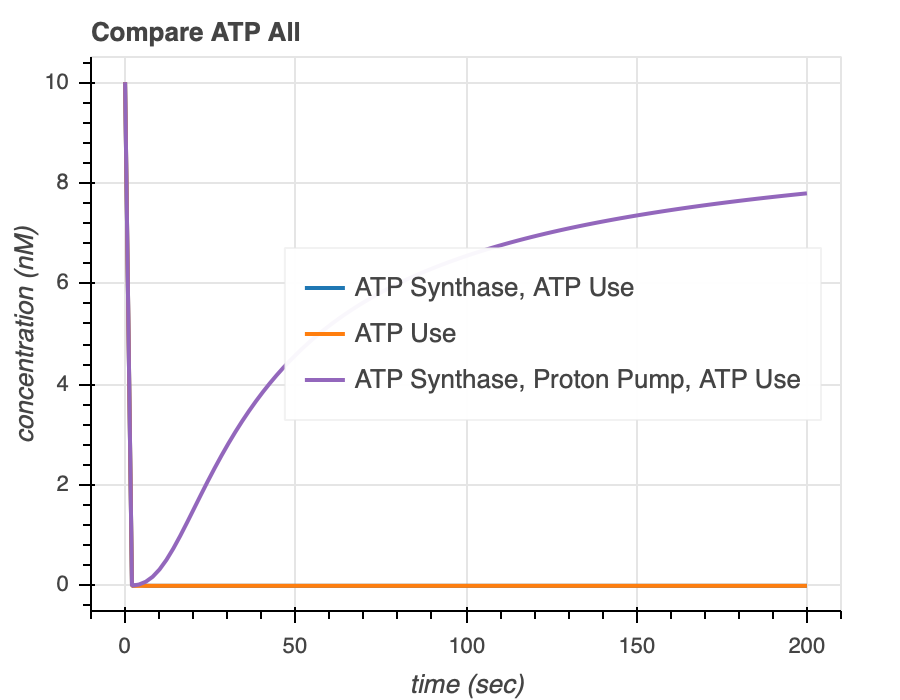 Compare ATP All
10
8
6
4
2
0
concentration (nM)
ATP Synthase, ATP Use
ATP Use
ATP Synthase, Proton Pump, ATP Use
0
50
100
150
200
time (sec)